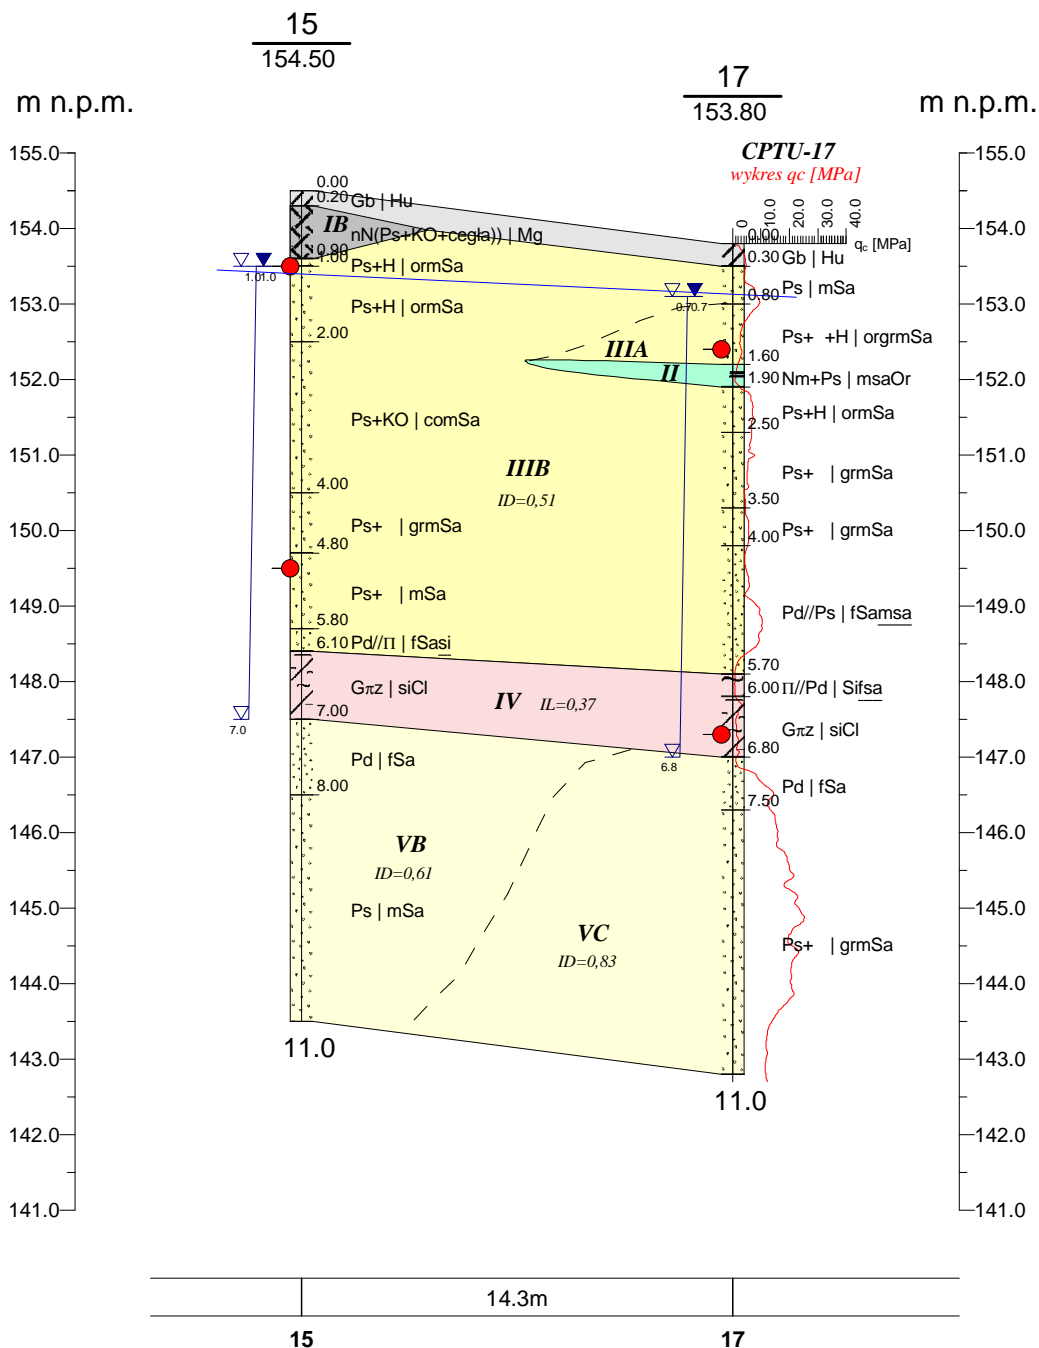 15
154.50
17
153.80
m n.p.m.
m n.p.m.
CPTU-17
wykres qc [MPa]
155.0
154.0
153.0
152.0
151.0
150.0
149.0
148.0
147.0
146.0
145.0
144.0
143.0
142.0
141.0
0.00
0.20
0.90
1.00
2.00
4.00
4.80
5.80
6.10
7.00
8.00
11.0
Gb | Hu
IB nN(Ps+KO+cegła)) | Mg
Ps+H | ormSa
Ps+H | ormSa
Ps+KO | comSa
Ps+ | grmSa
Ps+ | mSa
Pd//Π | fSasi
Gπz | siCl
Pd | fSa
Ps | mSa
1.0 1.0
7.0
IIIA
II
IIIB
ID=0,51
IV IL=0,37
VB
ID=0,61
VC
ID=0,83
0.7 0.7
6.8
0 10.0 20.0 30.0 40.0
qc [MPa]
0.00
0.30
0.80
1.60
1.90
2.50
3.50
4.00
5.70
6.00
6.80
7.50
11.0
Gb | Hu
Ps | mSa
Ps+ +H | orgrmSa
Nm+Ps | msaOr
Ps+H | ormSa
Ps+ | grmSa
Ps+ | grmSa
Pd//Ps | fSamsa
Π//Pd | Sifsa
Gπz | siCl
Pd | fSa
Ps+ | grmSa
155.0
154.0
153.0
152.0
151.0
150.0
149.0
148.0
147.0
146.0
145.0
144.0
143.0
142.0
141.0
14.3m
15
17